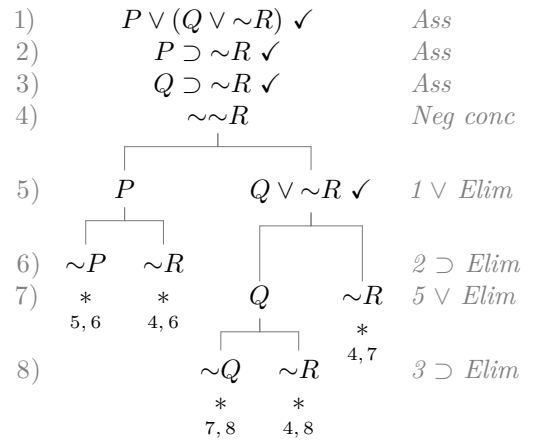 1) P ∨ (Q ∨ ∼R) ✓ Ass
2) P ⊃ ∼R ✓ Ass
3) Q ⊃ ∼R ✓ Ass
4) ∼∼R Neg conc
5) P Q ∨ ∼R ✓ 1 ∨ Elim
6) ∼P ∼R 2 ⊃ Elim
7) * * Q ∼R 5 ∨ Elim
5, 6 4, 6 *
4, 7
8) ∼Q ∼R 3 ⊃ Elim
* *
7, 8 4, 8